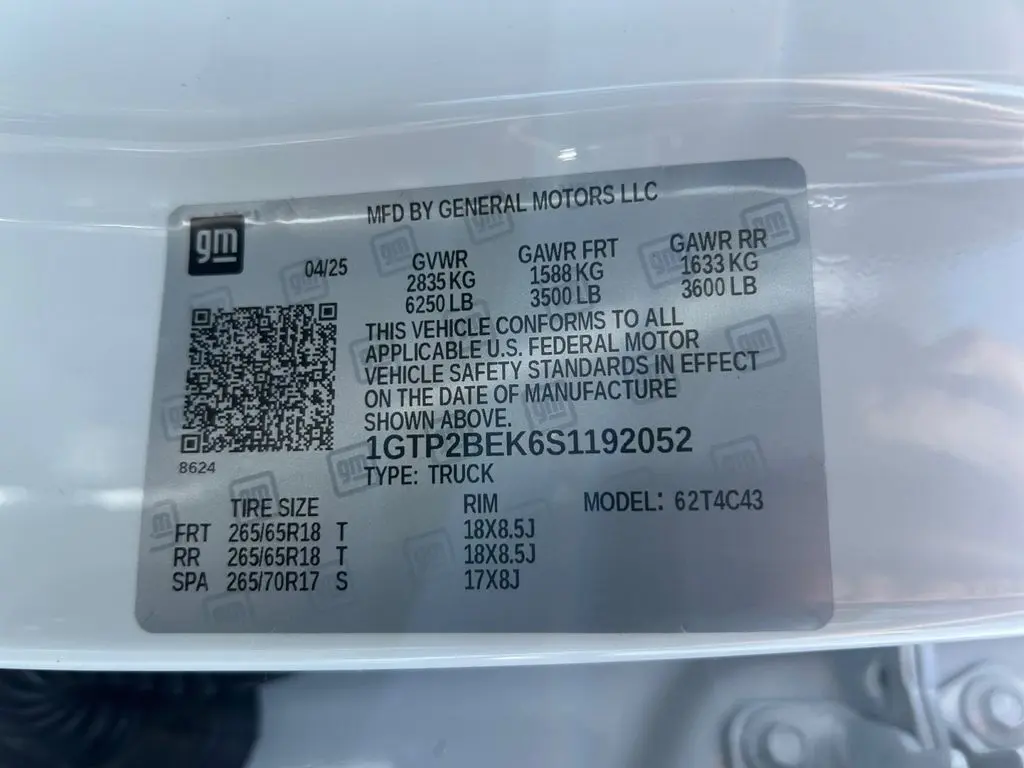 MFD BY GENERAL MOTORS LLC
gm
04/25
GVWR
2835 KG
6250 LB
GAWR FRT
1588 KG
3500 LB
GAWR RR
1633 KG
3600 LB
THIS VEHICLE CONFORMS TO ALL
APPLICABLE U.S. FEDERAL MOTOR
VEHICLE SAFETY STANDARDS IN EFFECT
ON THE DATE OF MANUFACTURE
SHOWN ABOVE.
8624
1GTP2BEK6S1192052
TYPE: TRUCK
TIRE SIZE RIM MODEL: 62T4C43
FRT 265/65R18 T 18X8.5J
RR 265/65R18 T 18X8.5J
SPA 265/70R17 S 17X8J